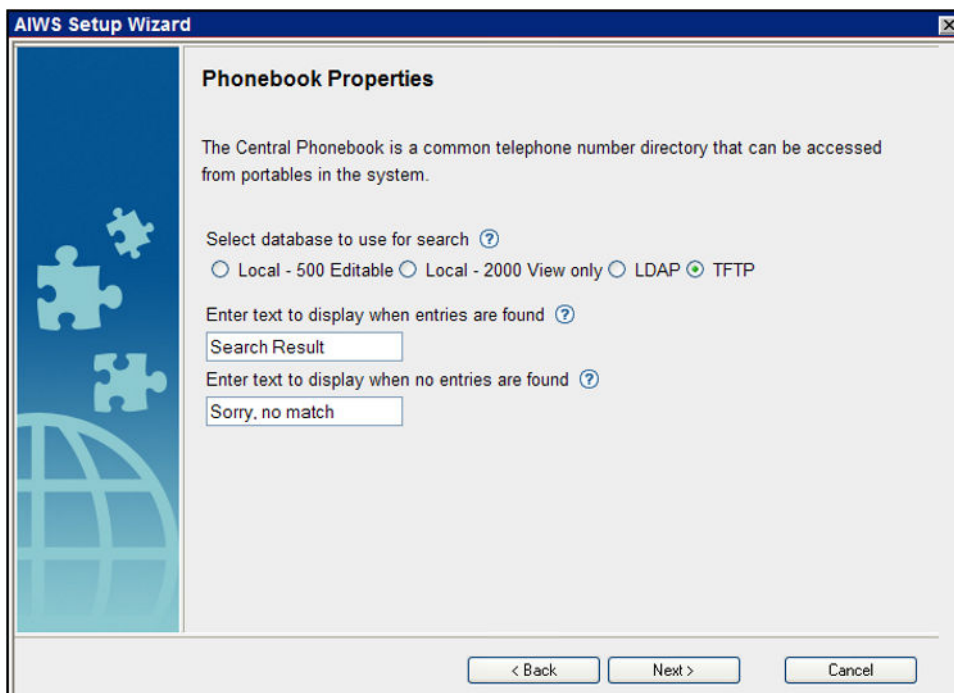 AIWS Setup Wizard
Phonebook Properties
The Central Phonebook is a common telephone number directory that can be accessed
from portables in the system.
Select database to use for search ?
Local - 500 Editable Local - 2000 View only LDAP TFTP
Enter text to display when entries are found ?
Search Result
Enter text to display when no entries are found ?
Sorry, no match
< Back Next > Cancel